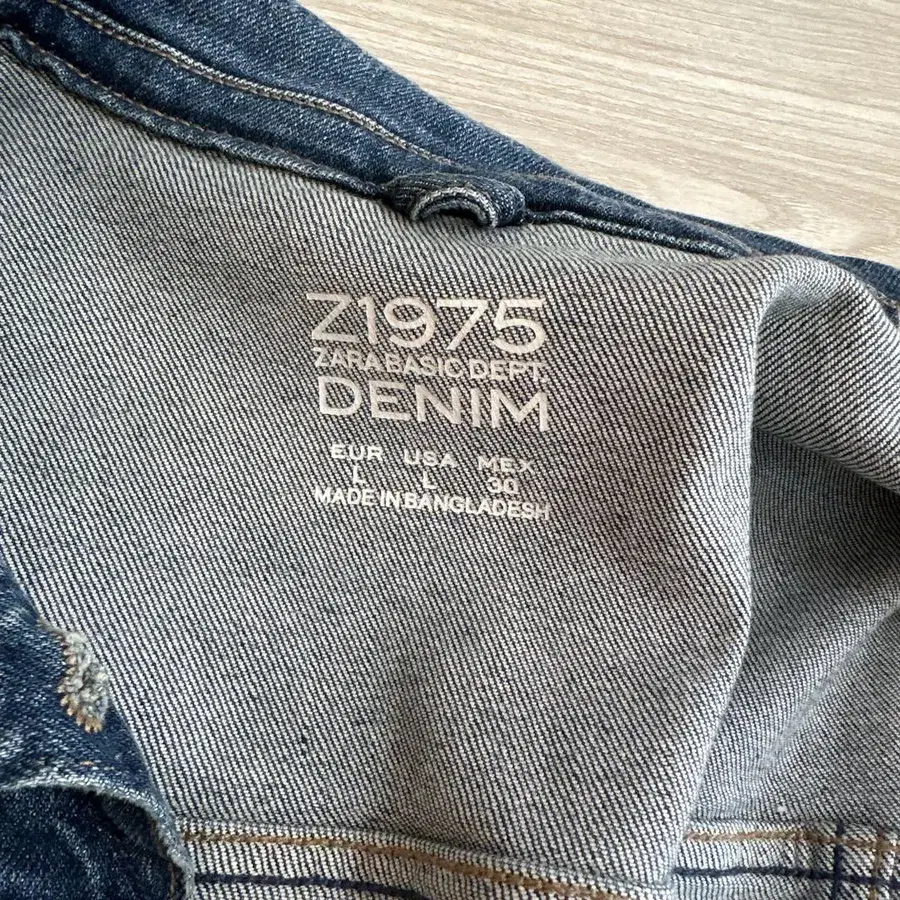 Z1975
ZARA BASIC DEPT.
DENIM
EUR USA MEX
L L 30
MADE IN BANGLADESH